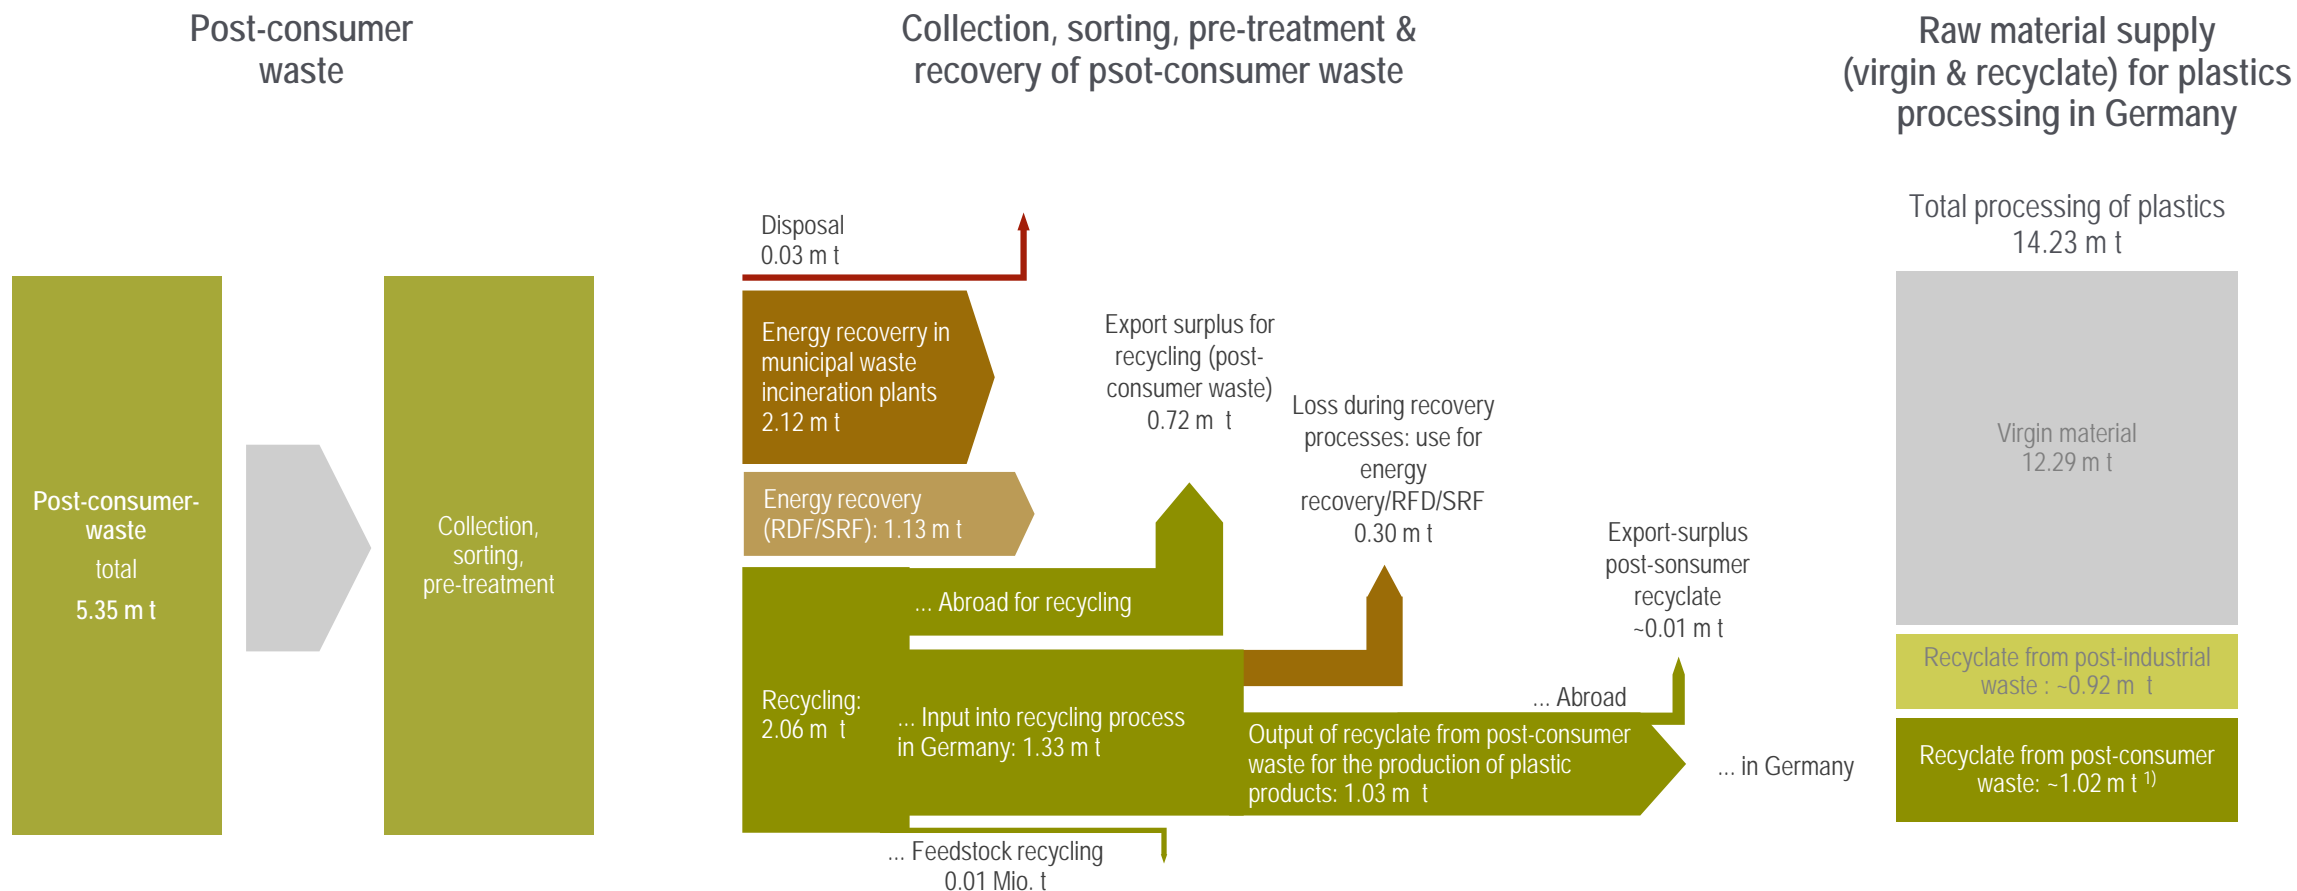 Post-consumer
waste
Collection, sorting, pre-treatment &
recovery of psot-consumer waste
Raw material supply
(virgin & recyclate) for plastics
processing in Germany
Post-consumer-
waste
total
5.35 m t
Collection,
sorting,
pre-treatment
Disposal
0.03 m t
Energy recoverry in
municipal waste
incineration plants
2.12 m t
Energy recovery
(RDF/SRF): 1.13 m t
Recycling:
2.06 m t
... Abroad for recycling
Export surplus for
recycling (post-
consumer waste)
0.72 m t
... Input into recycling process
in Germany: 1.33 m t
... Feedstock recycling
0.01 Mio. t
Loss during recovery
processes: use for
energy
recovery/RFD/SRF
0.30 m t
Output of recyclate from post-consumer
waste for the production of plastic
products: 1.03 m t
... Abroad
Export-surplus
post-sonsumer
recyclate
~0.01 m t
... in Germany
Total processing of plastics
14.23 m t
Virgin material
12.29 m t
Recyclate from post-industrial
waste : ~0.92 m t
Recyclate from post-consumer
waste: ~1.02 m t 1)